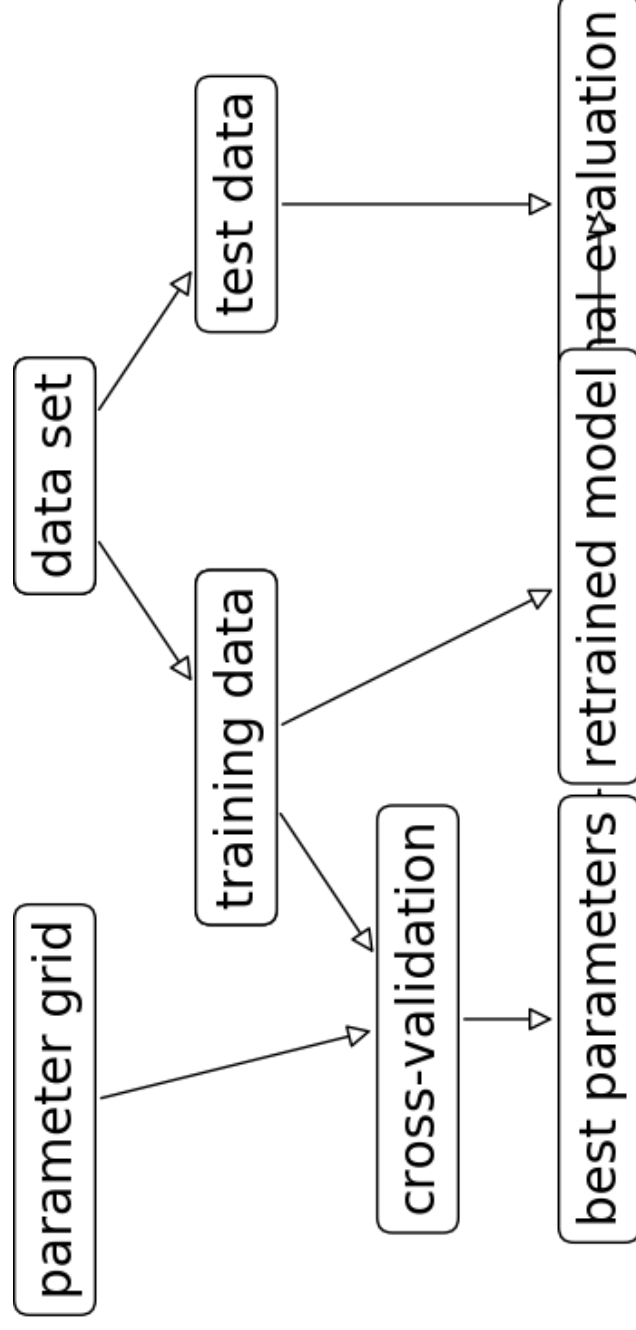 parameter grid
data set
training data
test data
cross-validation
best parameters
retrained model
evaluation